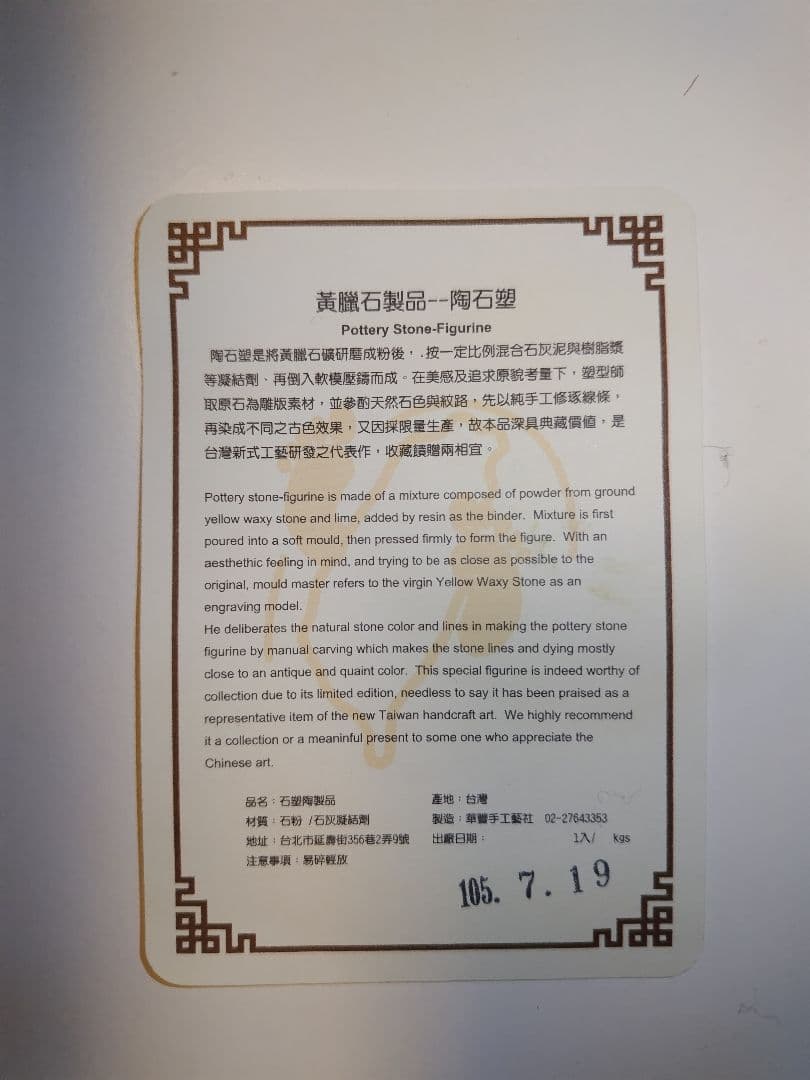 黃臘石製品--陶石塑
Pottery Stone-Figurine
陶石塑是將黃臘石礦研磨成粉後，.按一定比例混合石灰泥與樹脂漿
等凝結劑、再倒入軟模壓鑄而成。在美感及追求原貌考量下，塑型師
取原石為雕版素材，並參酌天然石色與紋路，先以純手工修琢線條，
再染成不同之古色效果，又因採限量生產，故本品深具典藏價值，是
台灣新式工藝研發之代表作，收藏饋贈兩相宜。
Pottery stone-figurine is made of a mixture composed of powder from ground
yellow waxy stone and lime, added by resin as the binder. Mixture is first
poured into a soft mould, then pressed firmly to form the figure. With an
aesthethic feeling in mind, and trying to be as close as possible to the
original, mould master refers to the virgin Yellow Waxy Stone as an
engraving model.
He deliberates the natural stone color and lines in making the pottery stone
figurine by manual carving which makes the stone lines and dying mostly
close to an antique and quaint color. This special figurine is indeed worthy of
collection due to its limited edition, needless to say it has been praised as a
representative item of the new Taiwan handcraft art. We highly recommend
it a collection or a meaninful present to some one who appreciate the
Chinese art.
品名：石塑陶製品 產地：台灣
材質：石粉 /石灰凝結劑 製造：華豐手工藝社 02-27643353
地址：台北市延壽街356巷2弄9號 出廠日期： 1入/ kgs
注意事項：易碎輕放
105. 7. 19